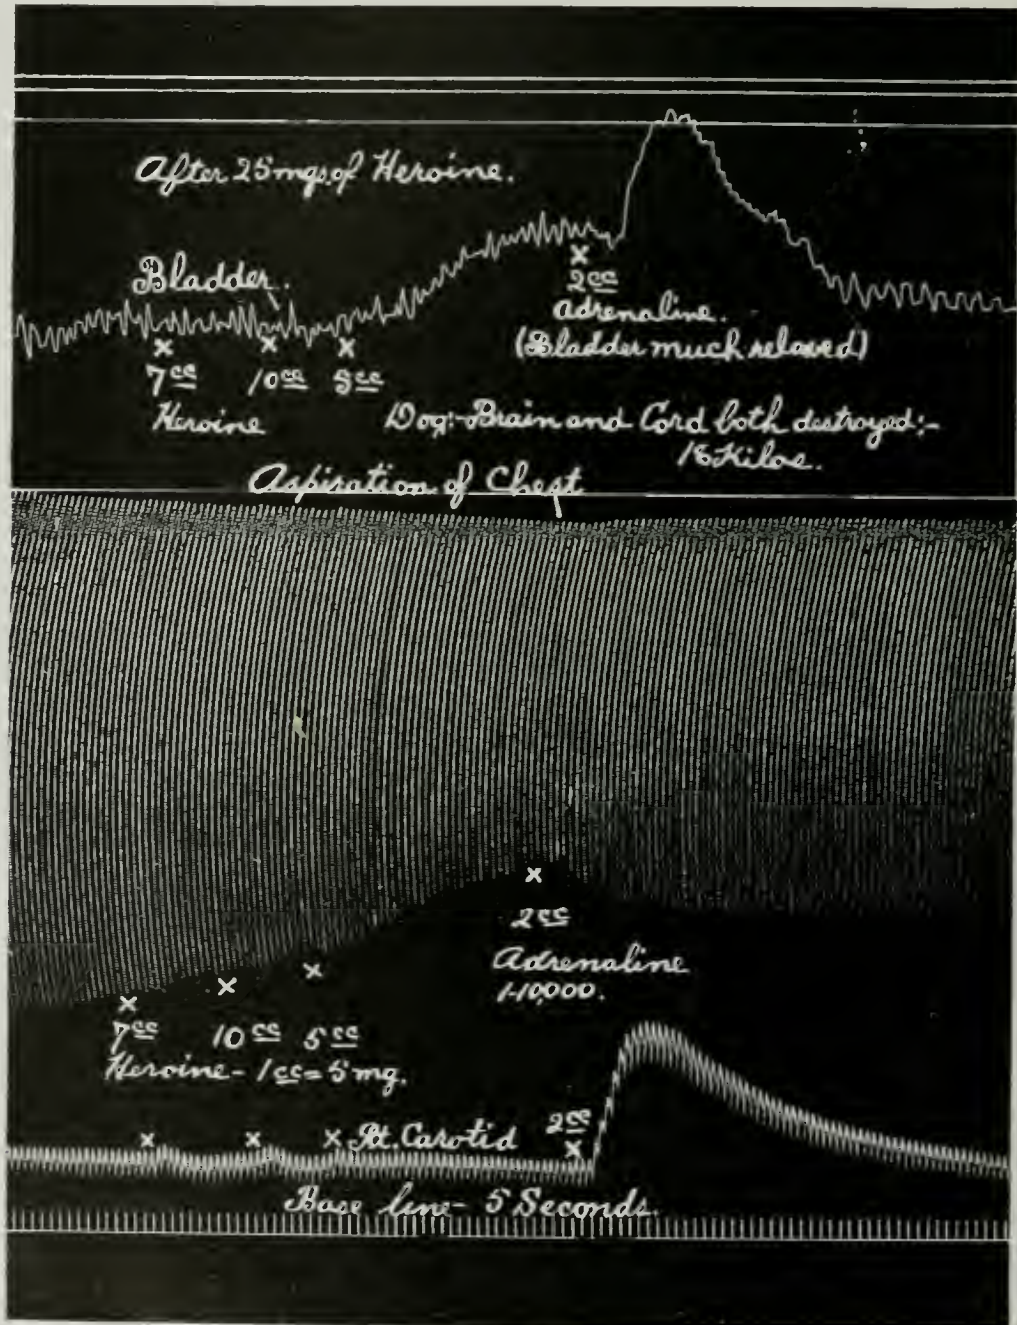 After 25 mgs. of Heroine.
Bladder.
7cc 10cc 5cc
Heroine
2cc
Adrenaline.
(Bladder much relaxed)
Dog:-Brain and Cord both destroyed:-
Kilos.
Aspiration of Chest
2cc
Adrenaline
1-10,000.
7cc 10cc 5cc
Heroine - 1cc = 5 mg.
Rt. Carotid 2cc
Base line - 5 Seconds.